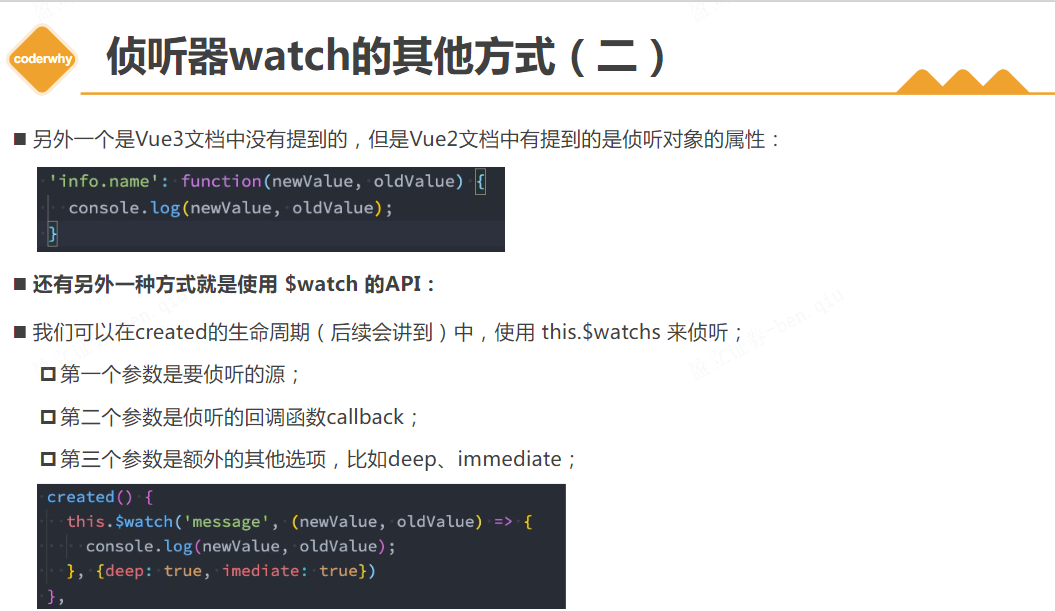 coderwhy
侦听器watch的其他方式（二）
另外一个是Vue3文档中没有提到的，但是Vue2文档中有提到的是侦听对象的属性：
'info.name': function(newValue, oldValue) {
console.log(newValue, oldValue);
}
还有另外一种方式就是使用 $watch 的API：
我们可以在created的生命周期（后续会讲到）中，使用 this.$watchs 来侦听；
第一个参数是要侦听的源；
第二个参数是侦听的回调函数callback；
第三个参数是额外的其他选项，比如deep、immediate；
created() {
this.$watch('message', (newValue, oldValue) => {
console.log(newValue, oldValue);
}, {deep: true, imediate: true})
},